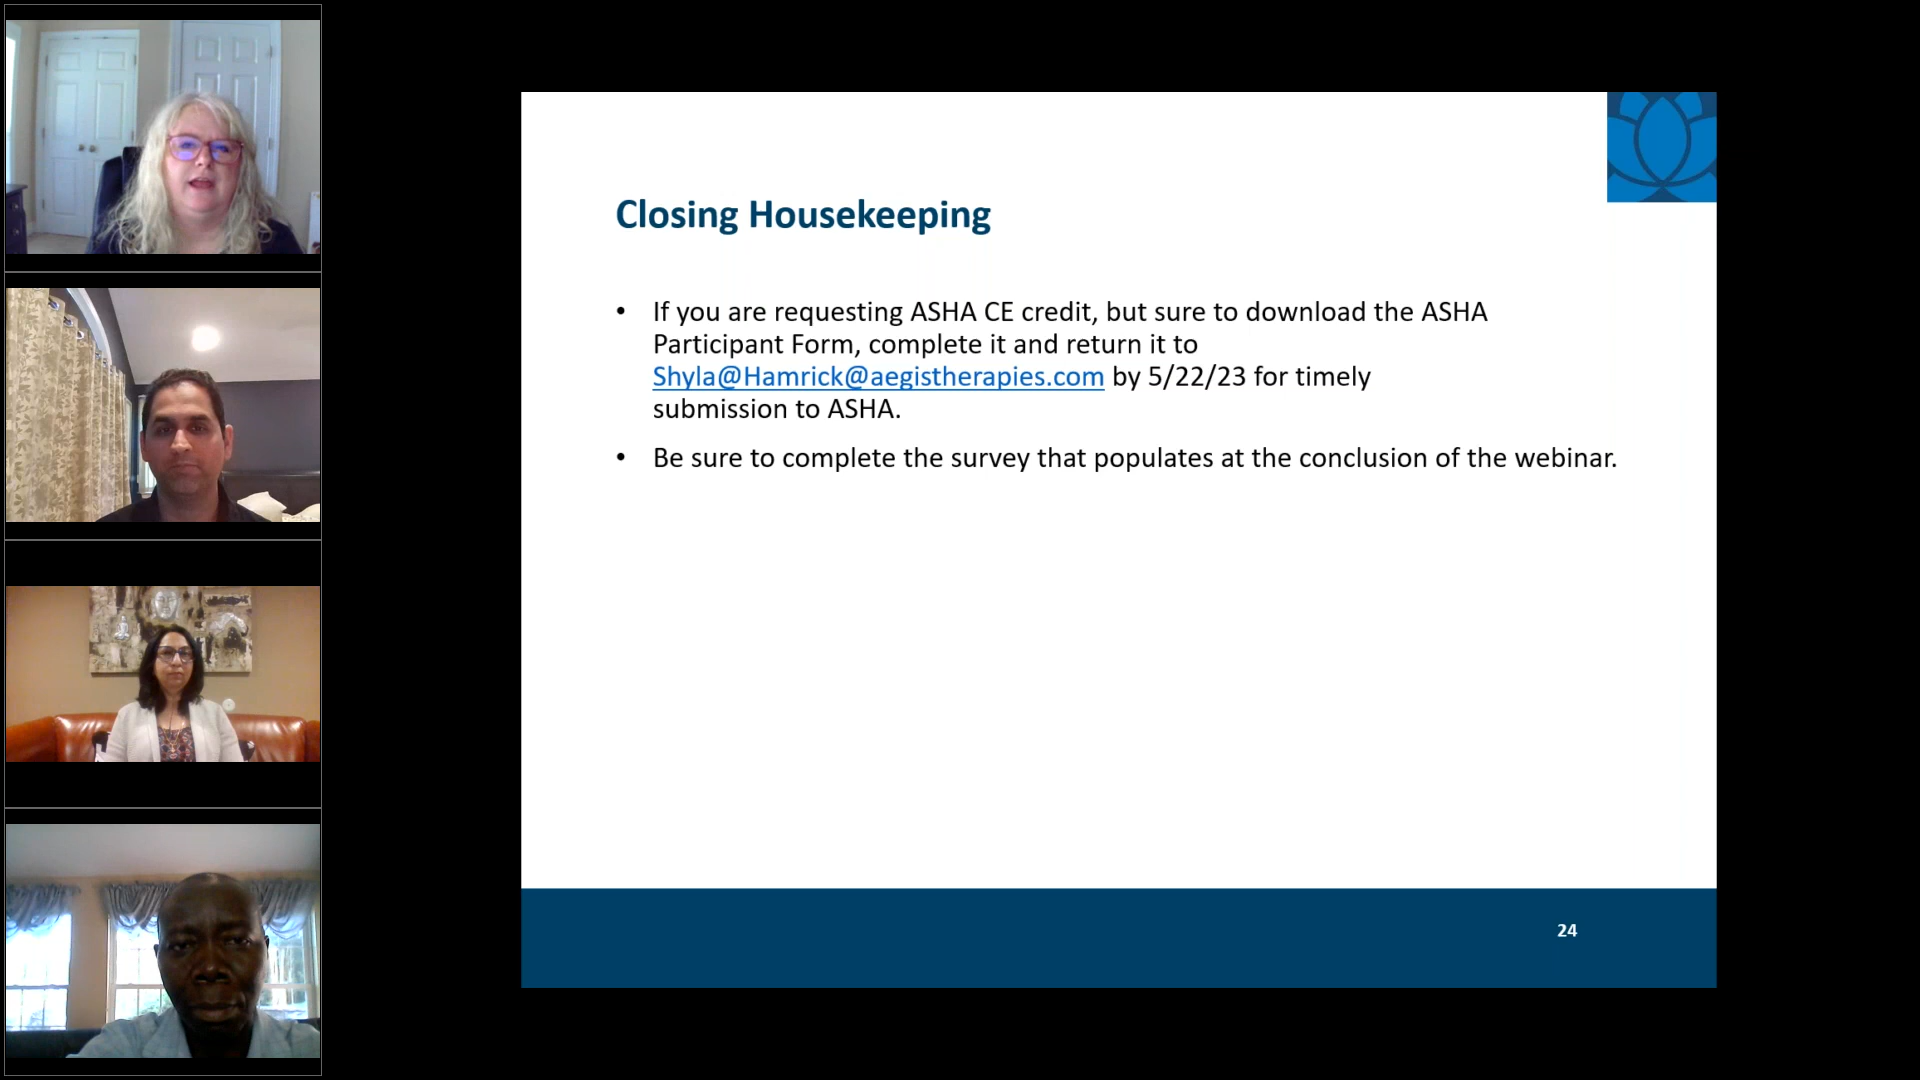 Closing Housekeeping
• If you are requesting ASHA CE credit, but sure to download the ASHA
Participant Form, complete it and return it to
Shyla@Hamrick@aegistherapies.com by 5/22/23 for timely
submission to ASHA.
• Be sure to complete the survey that populates at the conclusion of the webinar.
24